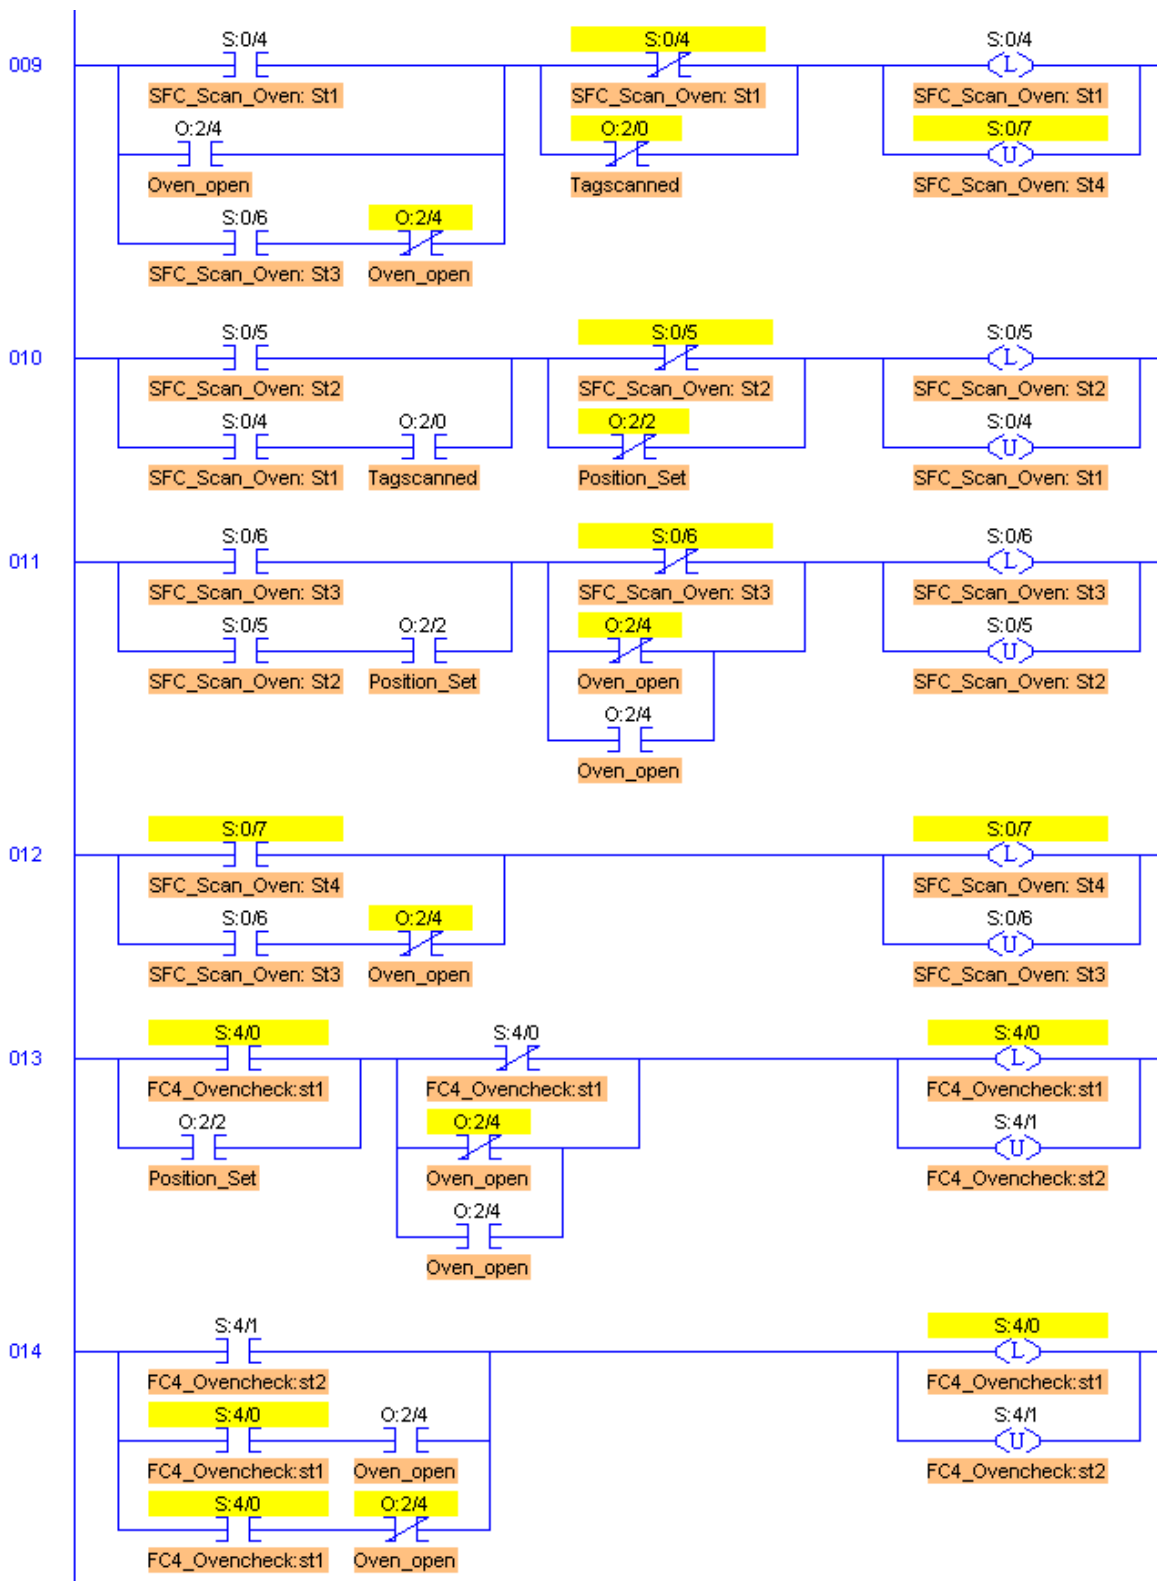 S:0/4 S:0/4 S:0/4
009 L
SFC_Scan_Oven: St1 SFC_Scan_Oven: St1 SFC_Scan_Oven: St1
O:2/4 O:2/0 S:0/7
U
Oven_open Tagscanned SFC_Scan_Oven: St4
S:0/6 O:2/4
SFC_Scan_Oven: St3 Oven_open
S:0/5 S:0/5 S:0/5
010 L
SFC_Scan_Oven: St2 SFC_Scan_Oven: St2 SFC_Scan_Oven: St2
S:0/4 O:2/0 O:2/2 S:0/4
U
SFC_Scan_Oven: St1 Tagscanned Position_Set SFC_Scan_Oven: St1
S:0/6 S:0/6 S:0/6
011 L
SFC_Scan_Oven: St3 SFC_Scan_Oven: St3 SFC_Scan_Oven: St3
S:0/5 O:2/2 O:2/4 S:0/5
U
SFC_Scan_Oven: St2 Position_Set Oven_open SFC_Scan_Oven: St2
O:2/4
Oven_open
S:0/7 S:0/7
012 L
SFC_Scan_Oven: St4 SFC_Scan_Oven: St4
S:0/6 O:2/4 S:0/6
U
SFC_Scan_Oven: St3 Oven_open SFC_Scan_Oven: St3
S:4/0 S:4/0 S:4/0
013 L
FC4_Ovencheck:st1 FC4_Ovencheck:st1 FC4_Ovencheck:st1
O:2/2 O:2/4 S:4/1
U
Position_Set Oven_open FC4_Ovencheck:st2
O:2/4
Oven_open
S:4/1 S:4/0
014 L
FC4_Ovencheck:st2 FC4_Ovencheck:st1
S:4/0 O:2/4 S:4/1
U
FC4_Ovencheck:st1 Oven_open FC4_Ovencheck:st2
S:4/0 O:2/4
FC4_Ovencheck:st1 Oven_open